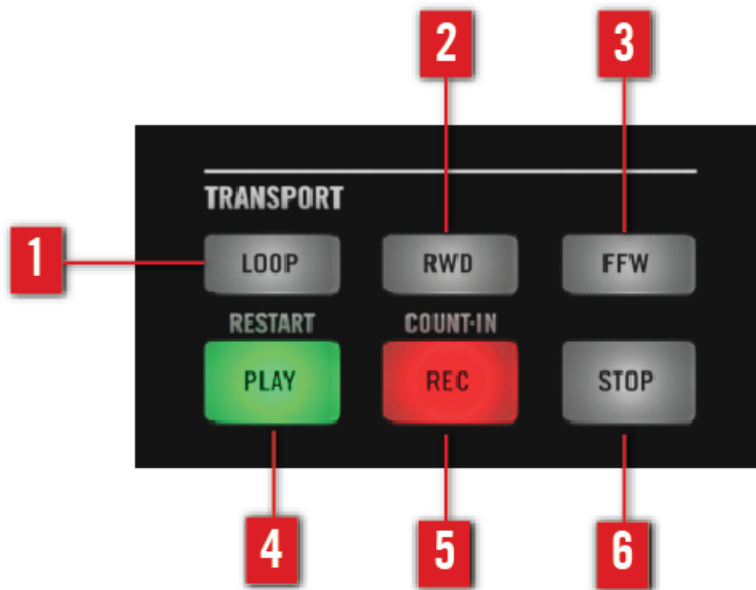 2 3
TRANSPORT
1 LOOP RWD FFW
RESTART COUNT-IN
PLAY REC STOP
4 5 6